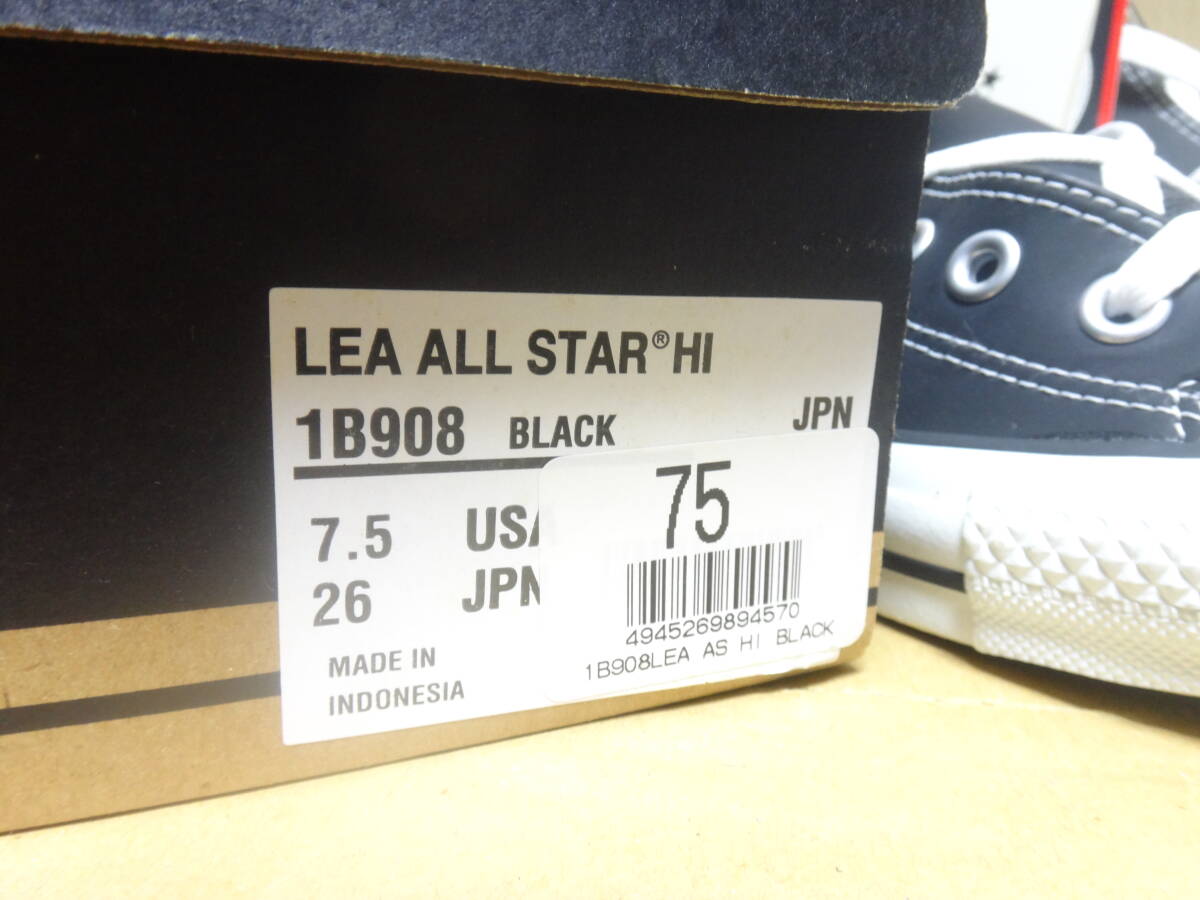 LEA ALL STAR® HI
1B908 BLACK JPN
7.5 USA
26 JPN
MADE IN
INDONESIA
75
4945269894570
1B908LEA AS HI BLACK